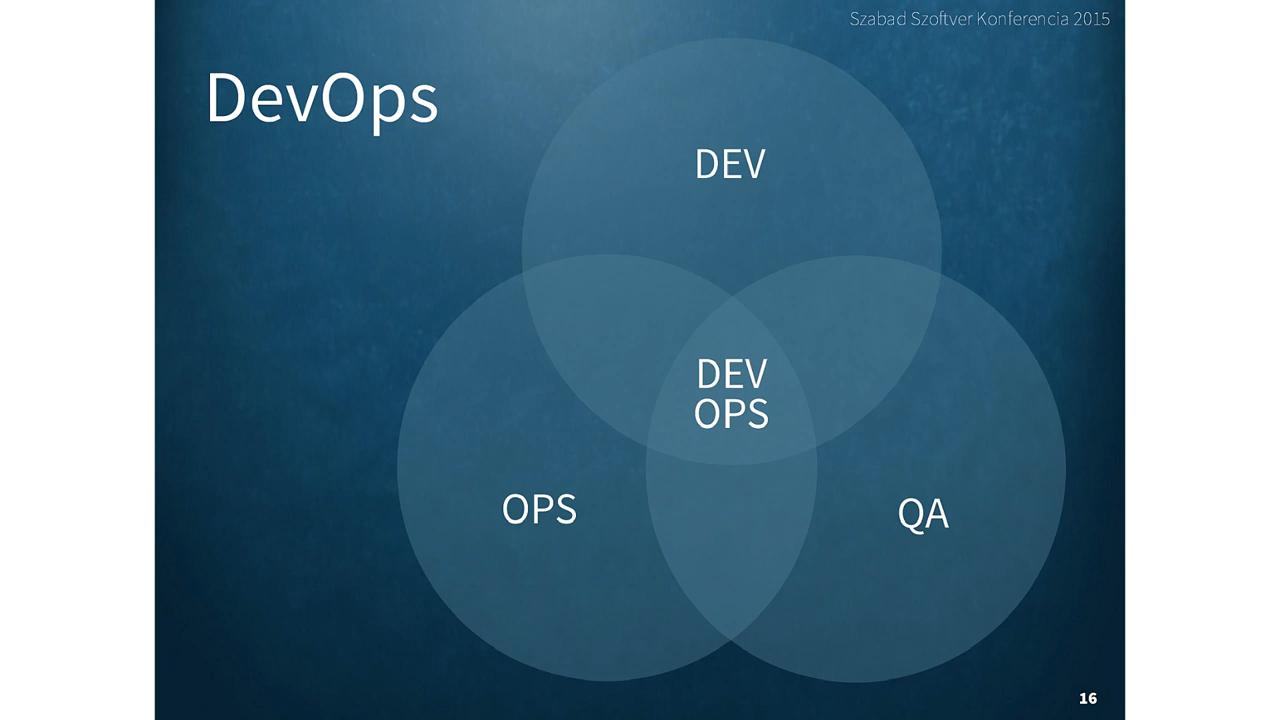 Szabad Szoftver Konferencia 2015
DevOps
DEV
DEV
OPS
OPS
QA
16